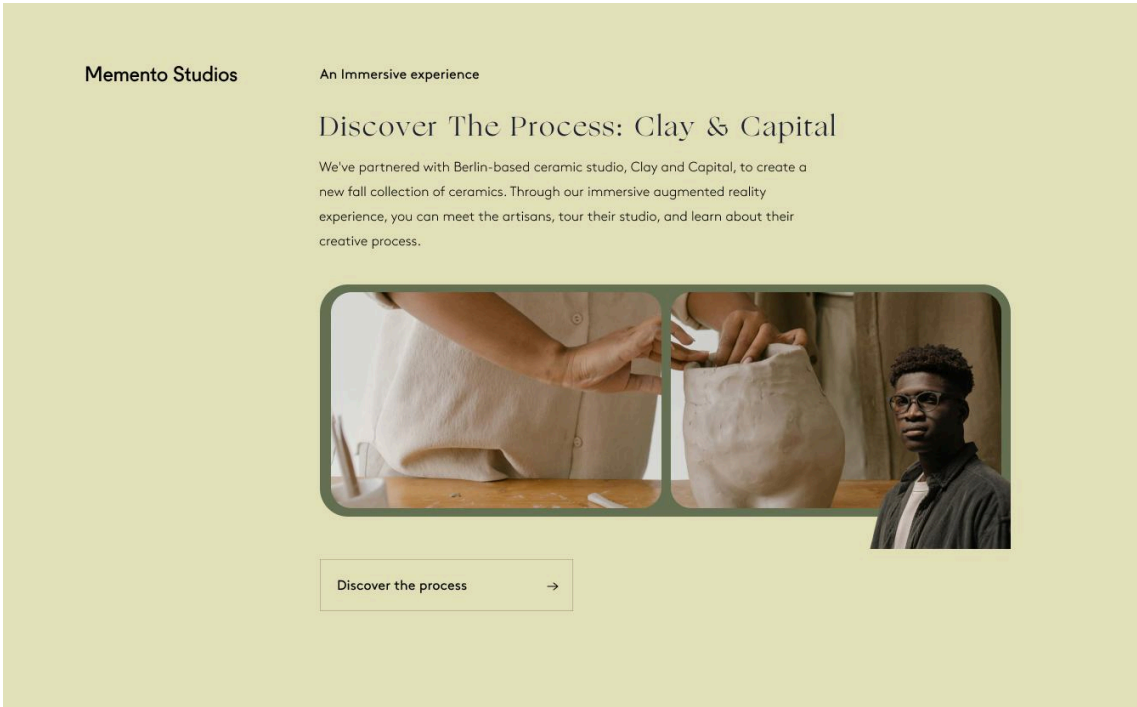 Memento Studios
An Immersive experience
Discover The Process: Clay & Capital
We've partnered with Berlin-based ceramic studio, Clay and Capital, to create a
new fall collection of ceramics. Through our immersive augmented reality
experience, you can meet the artisans, tour their studio, and learn about their
creative process.
Discover the process →